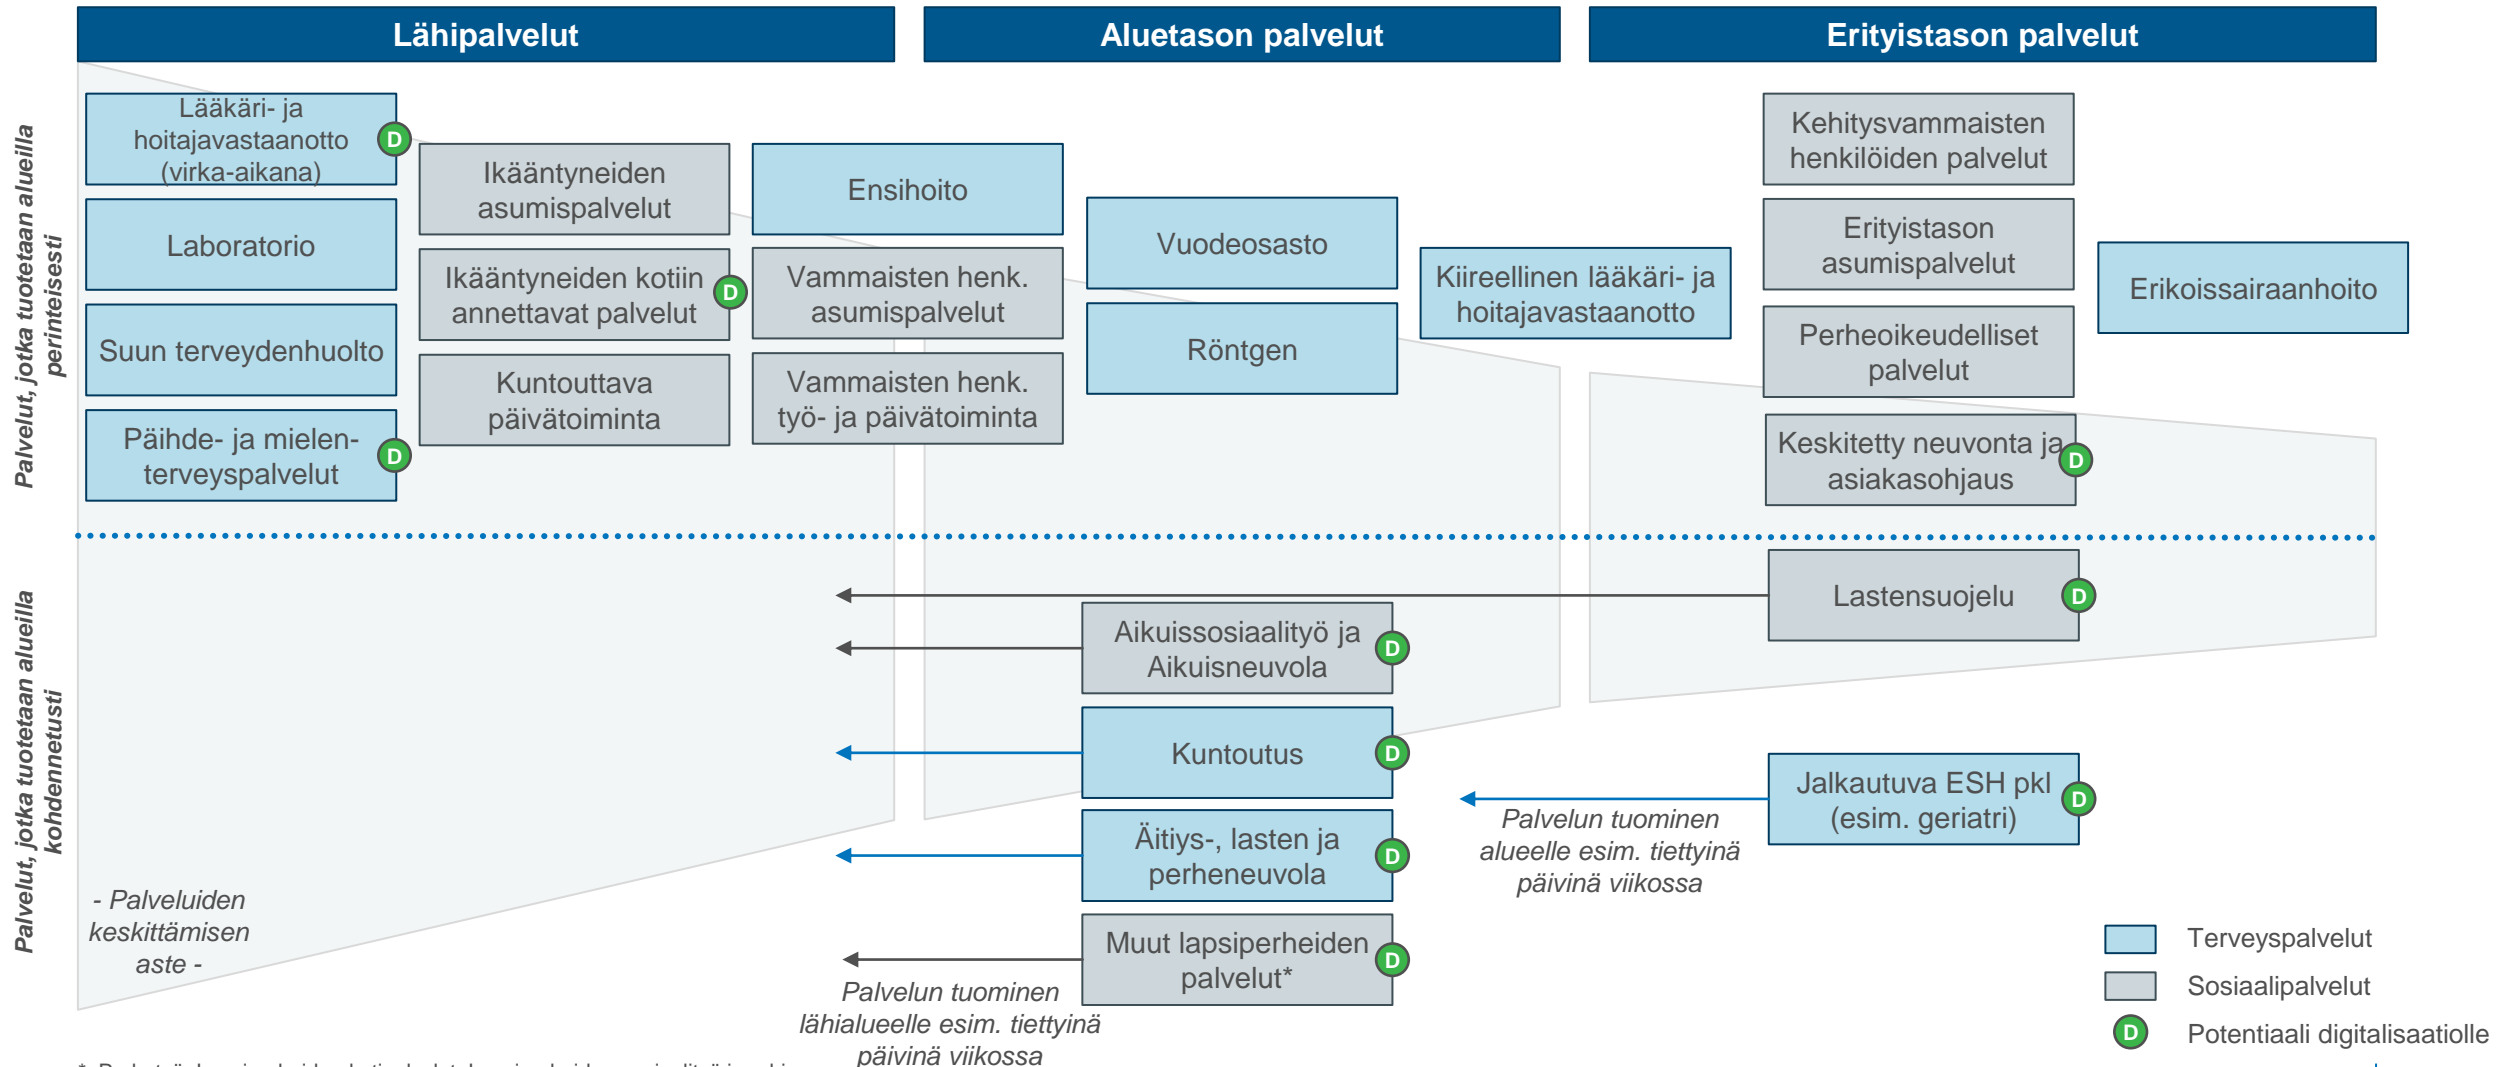 Lähipalvelut
Aluetason palvelut
Erityistason palvelut
Palvelut, jotka tuotetaan alueilla
perinteisesti
Lääkäri- ja
hoitajavastaanotto
(virka-aikana)
D
Laboratorio
Suun terveydenhuolto
Päihde- ja mielen-
terveyspalvelut
D
Ikääntyneiden
asumispalvelut
Ikääntyneiden kotiin
annettavat palvelut
D
Kuntouttava
päivätoiminta
Ensihoito
Vammaisten henk.
asumispalvelut
Vammaisten henk.
työ- ja päivätoiminta
Vuodeosasto
Röntgen
Kiireellinen lääkäri- ja
hoitajavastaanotto
Kehitysvammaisten
henkilöiden palvelut
Erityistason
asumispalvelut
Perheoikeudelliset
palvelut
Keskitetty neuvonta ja
asiakasohjaus
D
Erikoissairaanhoito
Palvelut, jotka tuotetaan alueilla
kohdennetusti
Lastensuojelu
D
Aikuissosiaalityö ja
Aikuisneuvola
D
Kuntoutus
D
Äitiys-, lasten ja
perheneuvola
D
Muut lapsiperheiden
palvelut*
D
Jalkautuva ESH pkl
(esim. geriatri)
D
Palvelun tuominen
alueelle esim. tiettyinä
päivinä viikossa
- Palveluiden
keskittämisen
aste -
Palvelun tuominen
lähialueelle esim. tiettyinä
päivinä viikossa
Terveyspalvelut
Sosiaalipalvelut
D
Potentiaali digitalisaatiolle